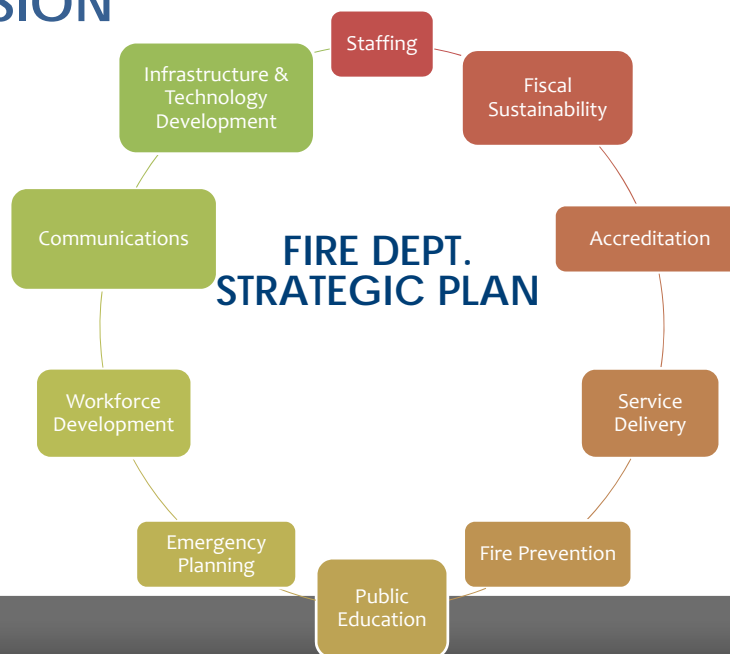 SION
Staffing
Fiscal
Sustainability
Accreditation
Service
Delivery
Fire Prevention
Public
Education
Emergency
Planning
Workforce
Development
Communications
Infrastructure &
Technology
Development
FIRE DEPT.
STRATEGIC PLAN